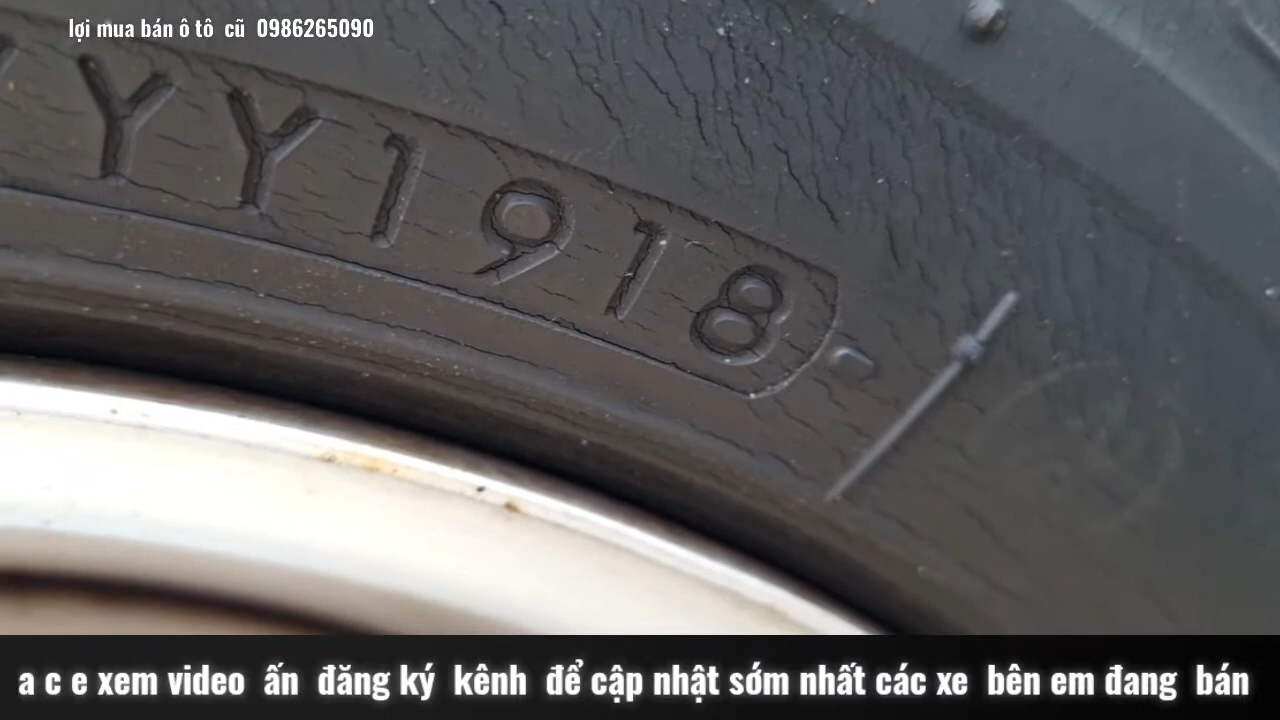 lợi mua bán ô tô cũ 0986265090
YY1918
a c e xem video ấn đăng ký kênh để cập nhật sớm nhất các xe bên em đang bán